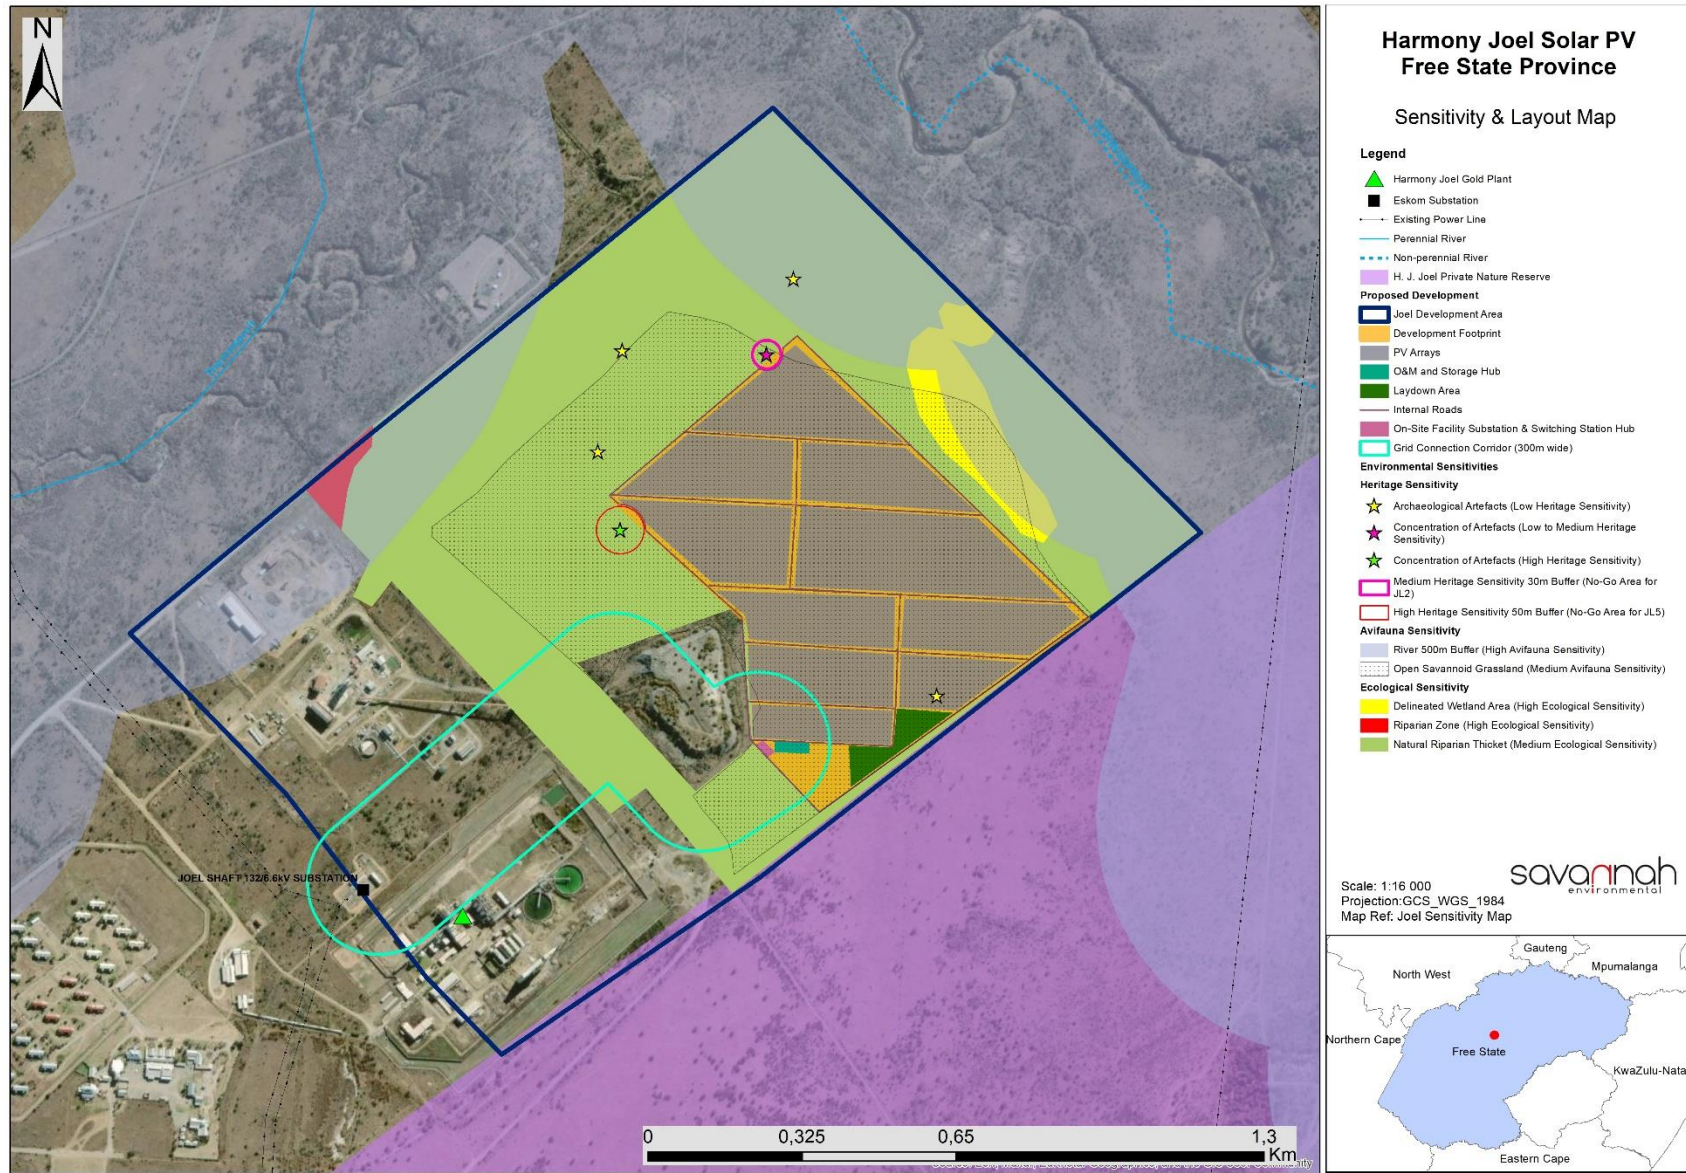 N
JOEL SHAFT 132/6.6kV SUBSTATION
0
0,325
0,65
1,3
Km
Harmony Joel Solar PV
Free State Province
Sensitivity & Layout Map
Legend
Harmony Joel Gold Plant
Eskom Substation
Existing Power Line
Perennial River
Non-perennial River
H. J. Joel Private Nature Reserve
Proposed Development
Joel Development Area
Development Footprint
PV Arrays
O&M and Storage Hub
Laydown Area
Internal Roads
On-Site Facility Substation & Switching Station Hub
Grid Connection Corridor (300m wide)
Environmental Sensitivities
Heritage Sensitivity
Archaeological Artefacts (Low Heritage Sensitivity)
Concentration of Artefacts (Low to Medium Heritage
Sensitivity)
Concentration of Artefacts (High Heritage Sensitivity)
Medium Heritage Sensitivity 30m Buffer (No-Go Area for
JL2)
High Heritage Sensitivity 50m Buffer (No-Go Area for JL5)
Avifauna Sensitivity
River 500m Buffer (High Avifauna Sensitivity)
Open Savannoid Grassland (Medium Avifauna Sensitivity)
Ecological Sensitivity
Delineated Wetland Area (High Ecological Sensitivity)
Riparian Zone (High Ecological Sensitivity)
Natural Riparian Thicket (Medium Ecological Sensitivity)
savannah
environmental
Scale: 1:16 000
Projection:GCS_WGS_1984
Map Ref: Joel Sensitivity Map
Gauteng
North West
Mpumalanga
Northern Cape
Free State
KwaZulu-Nata
Eastern Cape